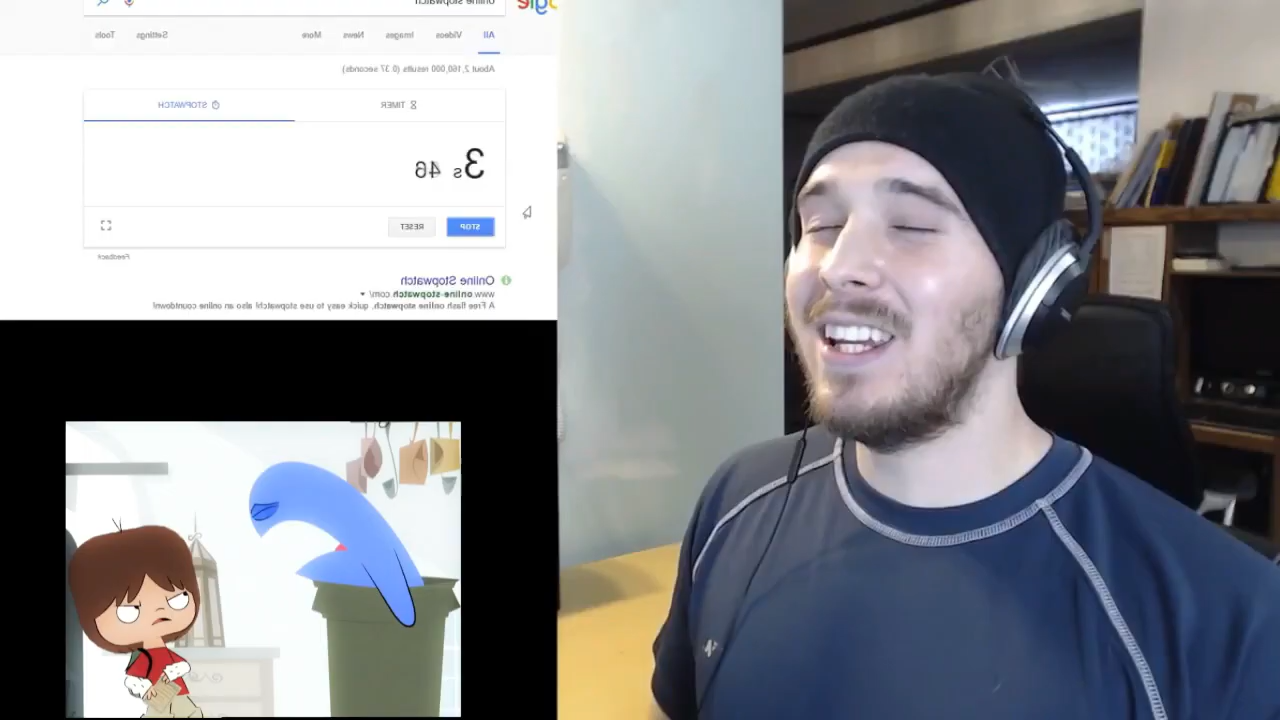 Online stopwatch
All Videos Images News More Settings Tools
About 2,160,000 results (0.37 seconds)
TIMER STOPWATCH
3s 46
STOP RESET
Feedback
Online Stopwatch
www.online-stopwatch.com/
A Free flash online stopwatch, quick easy to use stopwatch! also an online countdown!